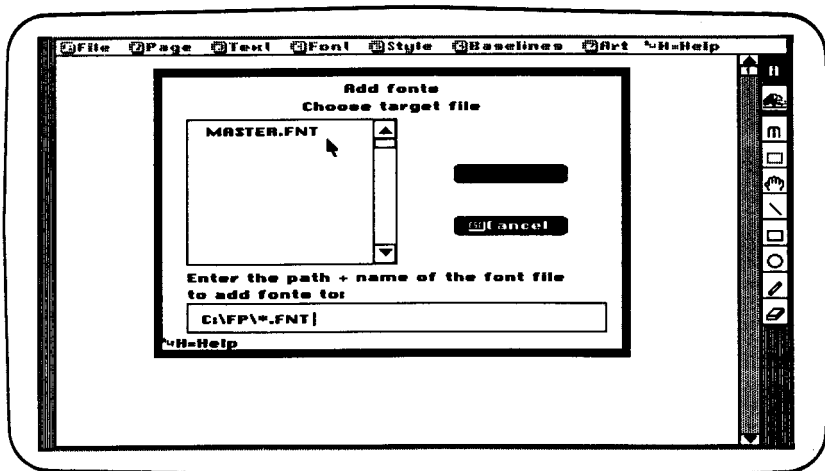 File Page Text Font Style Baselines Art ^H=Help
Add fonts
Choose target file
MASTER.FNT
Cancel
Enter the path + name of the font file
to add fonts to:
C:\FP\*.FNT
^H=Help